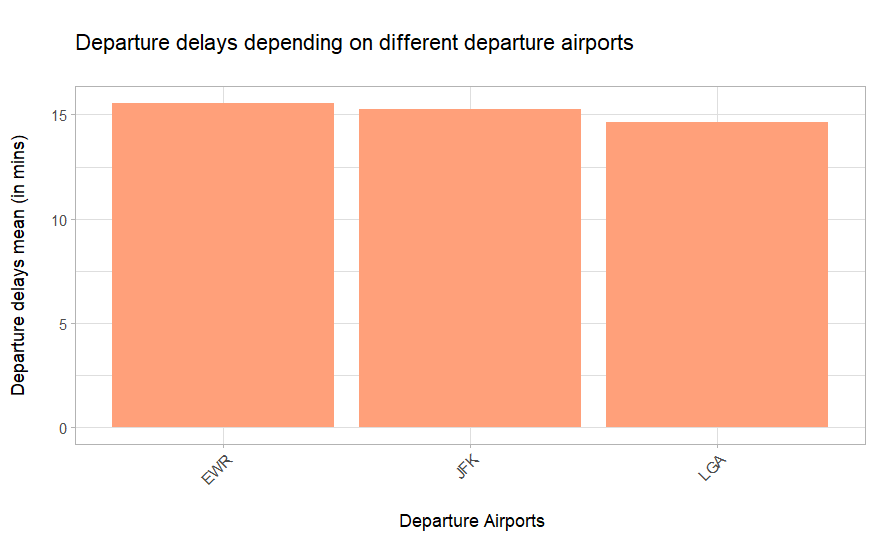 Departure delays depending on different departure airports
Departure delays mean (in mins)
15
10
5
0
EWR
JFK
LGA
Departure Airports